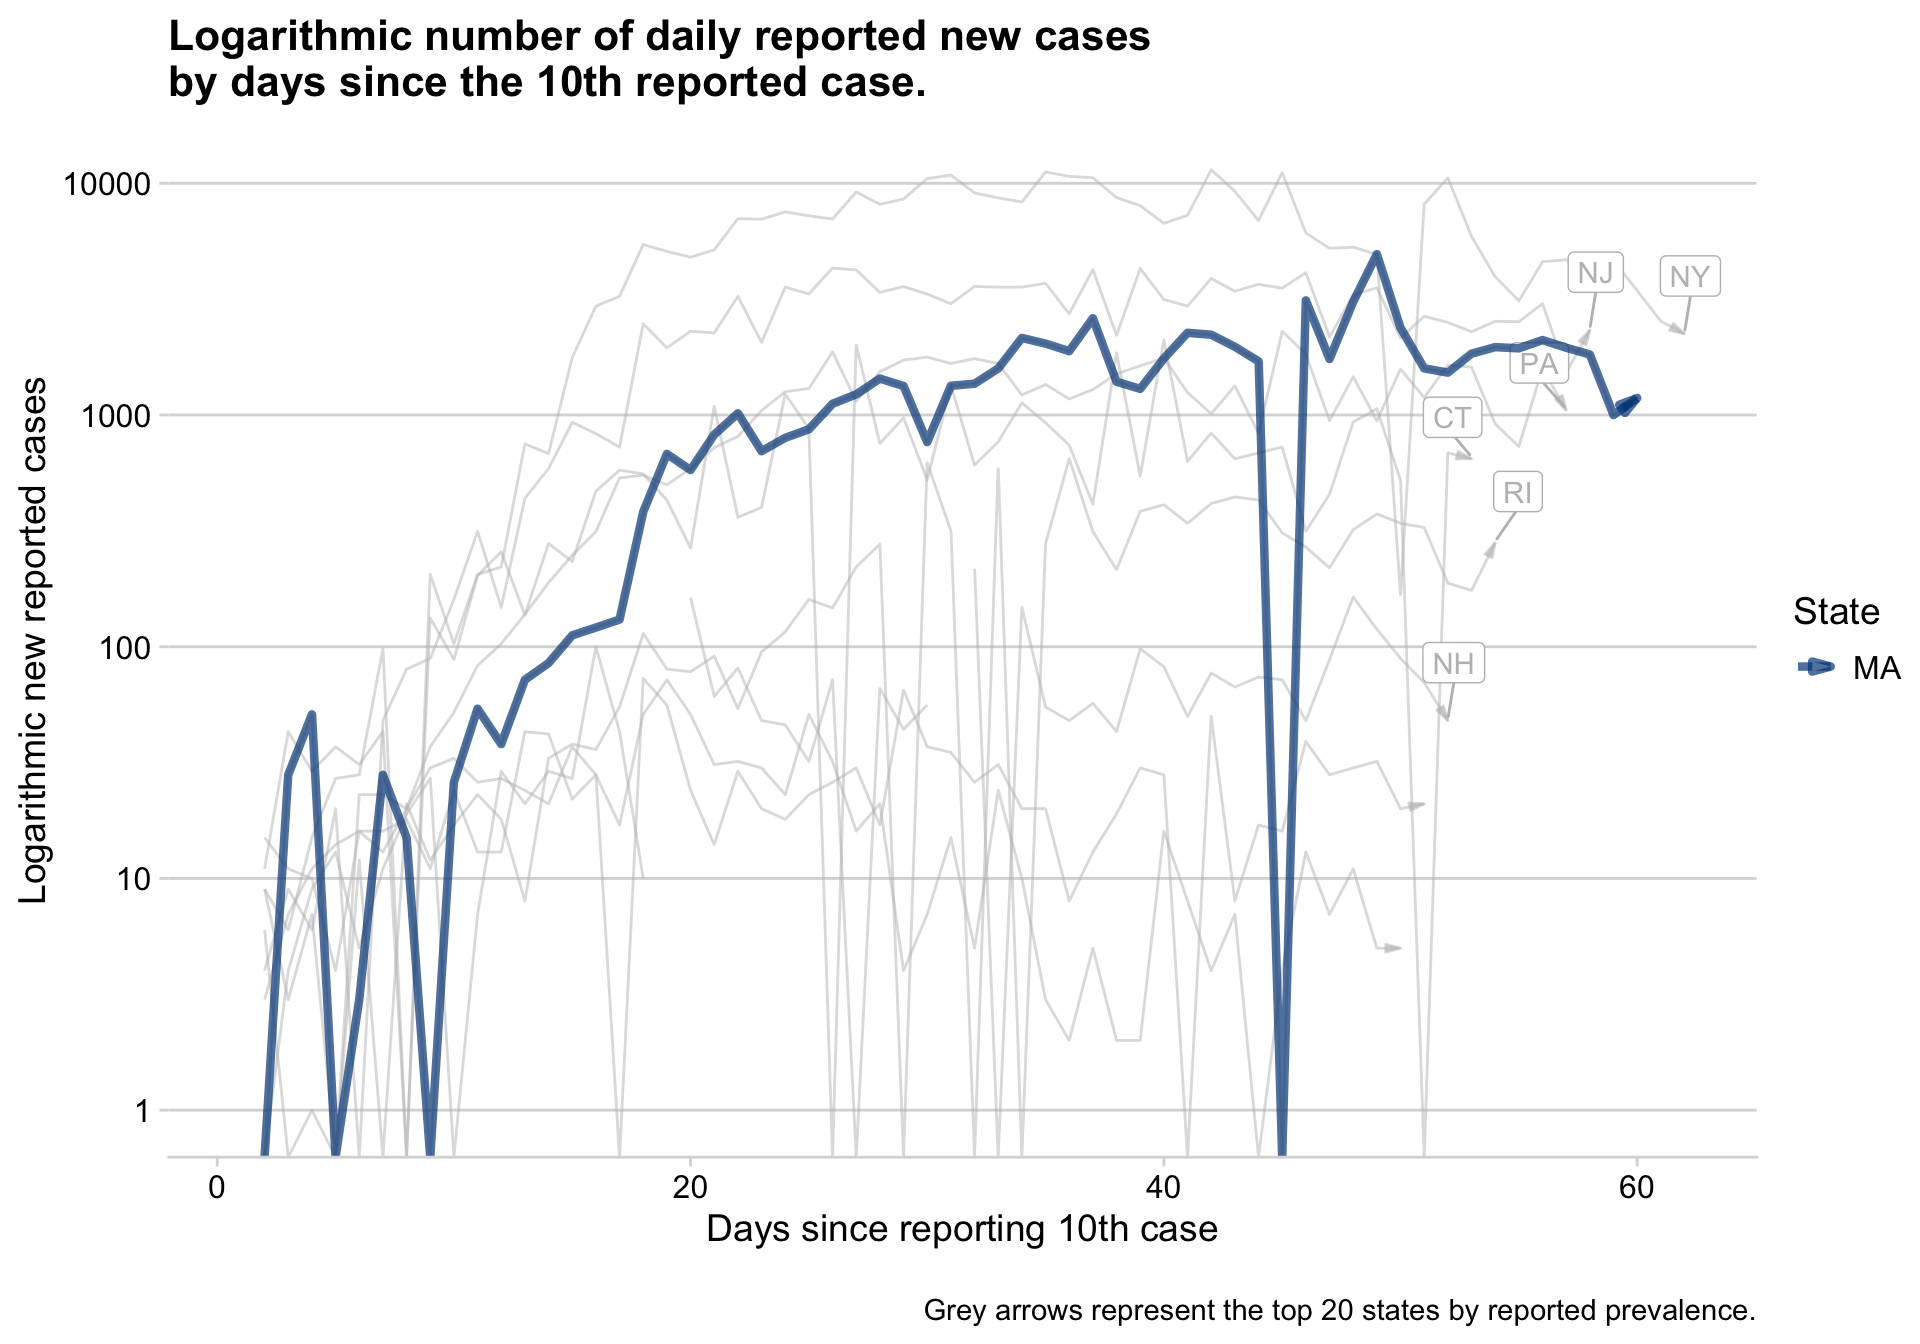 Logarithmic number of daily reported new cases
by days since the 10th reported case.
Logarithmic new reported cases
10000
1000
100
10
1
NJ
NY
PA
CT
RI
NH
State
MA
0
20
40
60
Days since reporting 10th case
Grey arrows represent the top 20 states by reported prevalence.